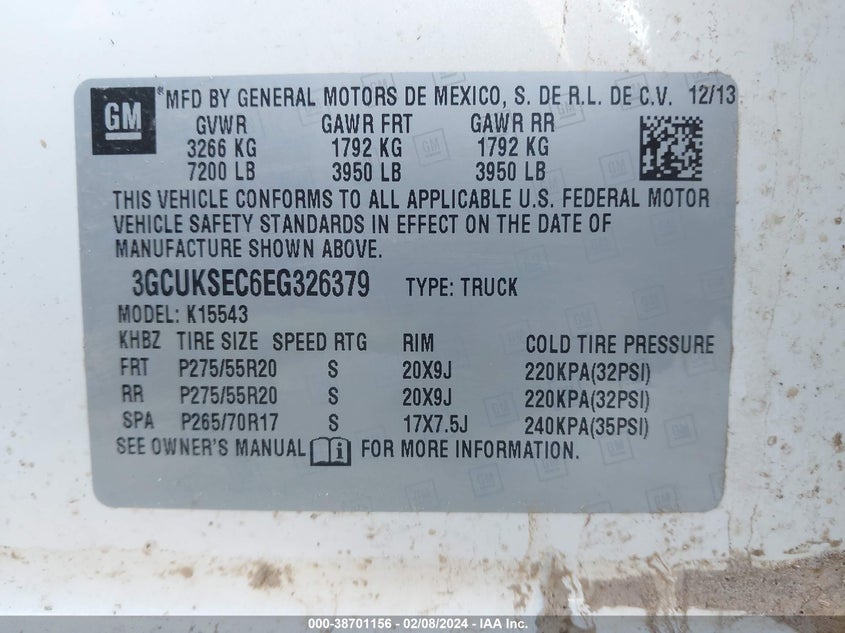 GM ® MFD BY GENERAL MOTORS DE MEXICO, S. DE R.L. DE C.V. 12/13
GVWR GAWR FRT GAWR RR
3266 KG 1792 KG 1792 KG
7200 LB 3950 LB 3950 LB
THIS VEHICLE CONFORMS TO ALL APPLICABLE U.S. FEDERAL MOTOR
VEHICLE SAFETY STANDARDS IN EFFECT ON THE DATE OF
MANUFACTURE SHOWN ABOVE.
3GCUKSEC6EG326379 TYPE: TRUCK
MODEL: K15543
KHBZ TIRE SIZE SPEED RTG RIM COLD TIRE PRESSURE
FRT P275/55R20 S 20X9J 220KPA(32PSI)
RR P275/55R20 S 20X9J 220KPA(32PSI)
SPA P265/70R17 S 17X7.5J 240KPA(35PSI)
SEE OWNER'S MANUAL i FOR MORE INFORMATION.
000-38701156 - 02/08/2024 - IAA Inc.